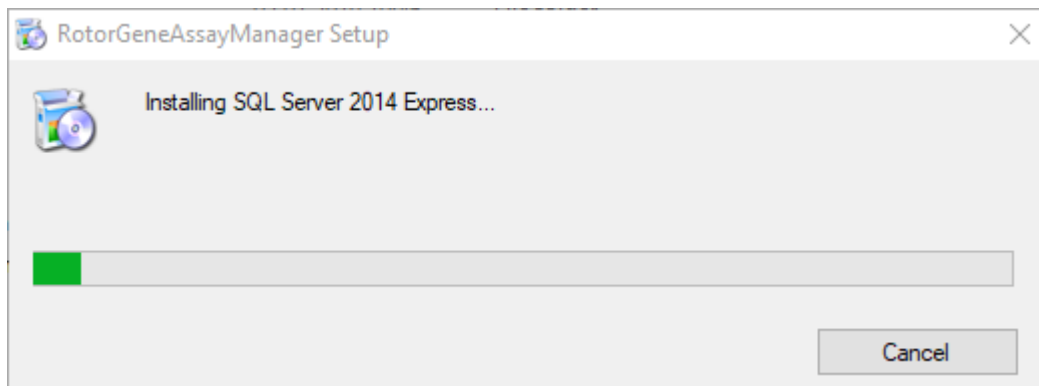 RotorGeneAssayManager Setup
Installing SQL Server 2014 Express...
Cancel